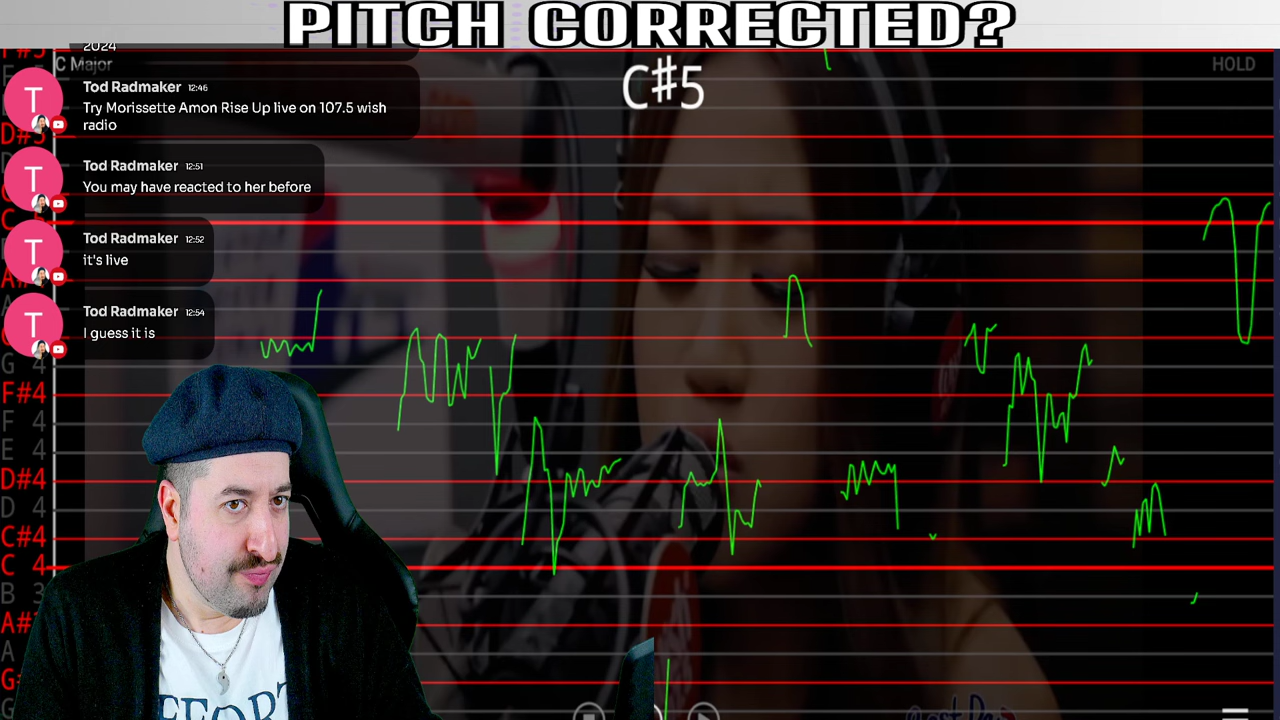 PITCH CORRECTED?
2024
C Major
C#5
HOLD
Tod Radmaker 12:46
Try Morissette Amon Rise Up live on 107.5 wish
radio
Tod Radmaker 12:51
You may have reacted to her before
Tod Radmaker 12:52
it's live
Tod Radmaker 12:54
I guess it is
T
T
T
T
G 4
F#4
F 4
E 4
D#4
D 4
C#4
C 4
B 3
A#
A
G